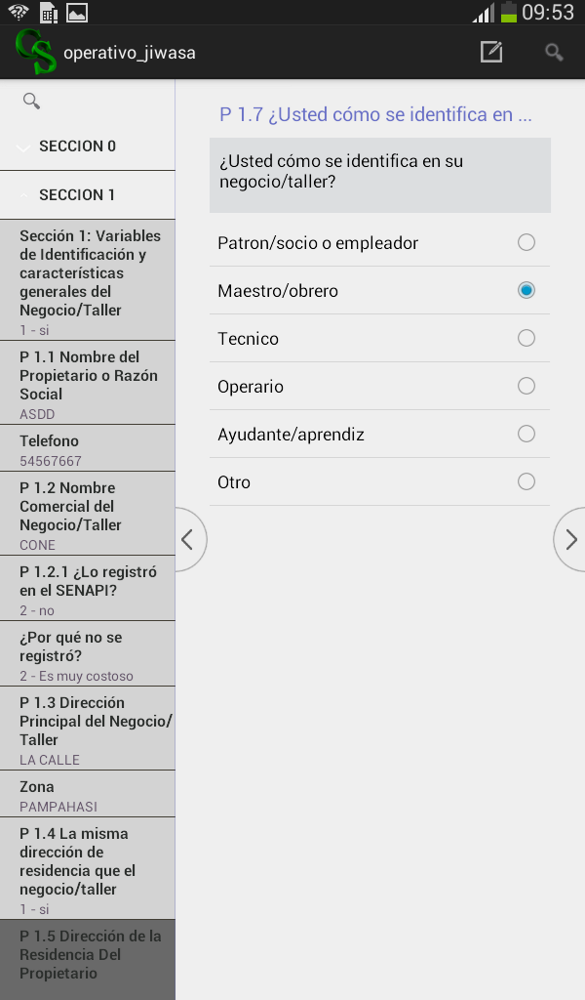 09:53
CS
operativo_jiwasa
SECCION 0
SECCION 1
Sección 1: Variables
de Identificación y
características
generales del
Negocio/Taller
1 - si
P 1.1 Nombre del
Propietario o Razón
Social
ASDD
Telefono
54567667
P 1.2 Nombre
Comercial del
Negocio/Taller
CONE
P 1.2.1 ¿Lo registró
en el SENAPI?
2 - no
¿Por qué no se
registró?
2 - Es muy costoso
P 1.3 Dirección
Principal del Negocio/
Taller
LA CALLE
Zona
PAMPAHASI
P 1.4 La misma
dirección de
residencia que el
negocio/taller
1 - si
P 1.5 Dirección de la
Residencia Del
Propietario
P 1.7 ¿Usted cómo se identifica en ...
¿Usted cómo se identifica en su
negocio/taller?
Patron/socio o empleador
Maestro/obrero
Tecnico
Operario
Ayudante/aprendiz
Otro